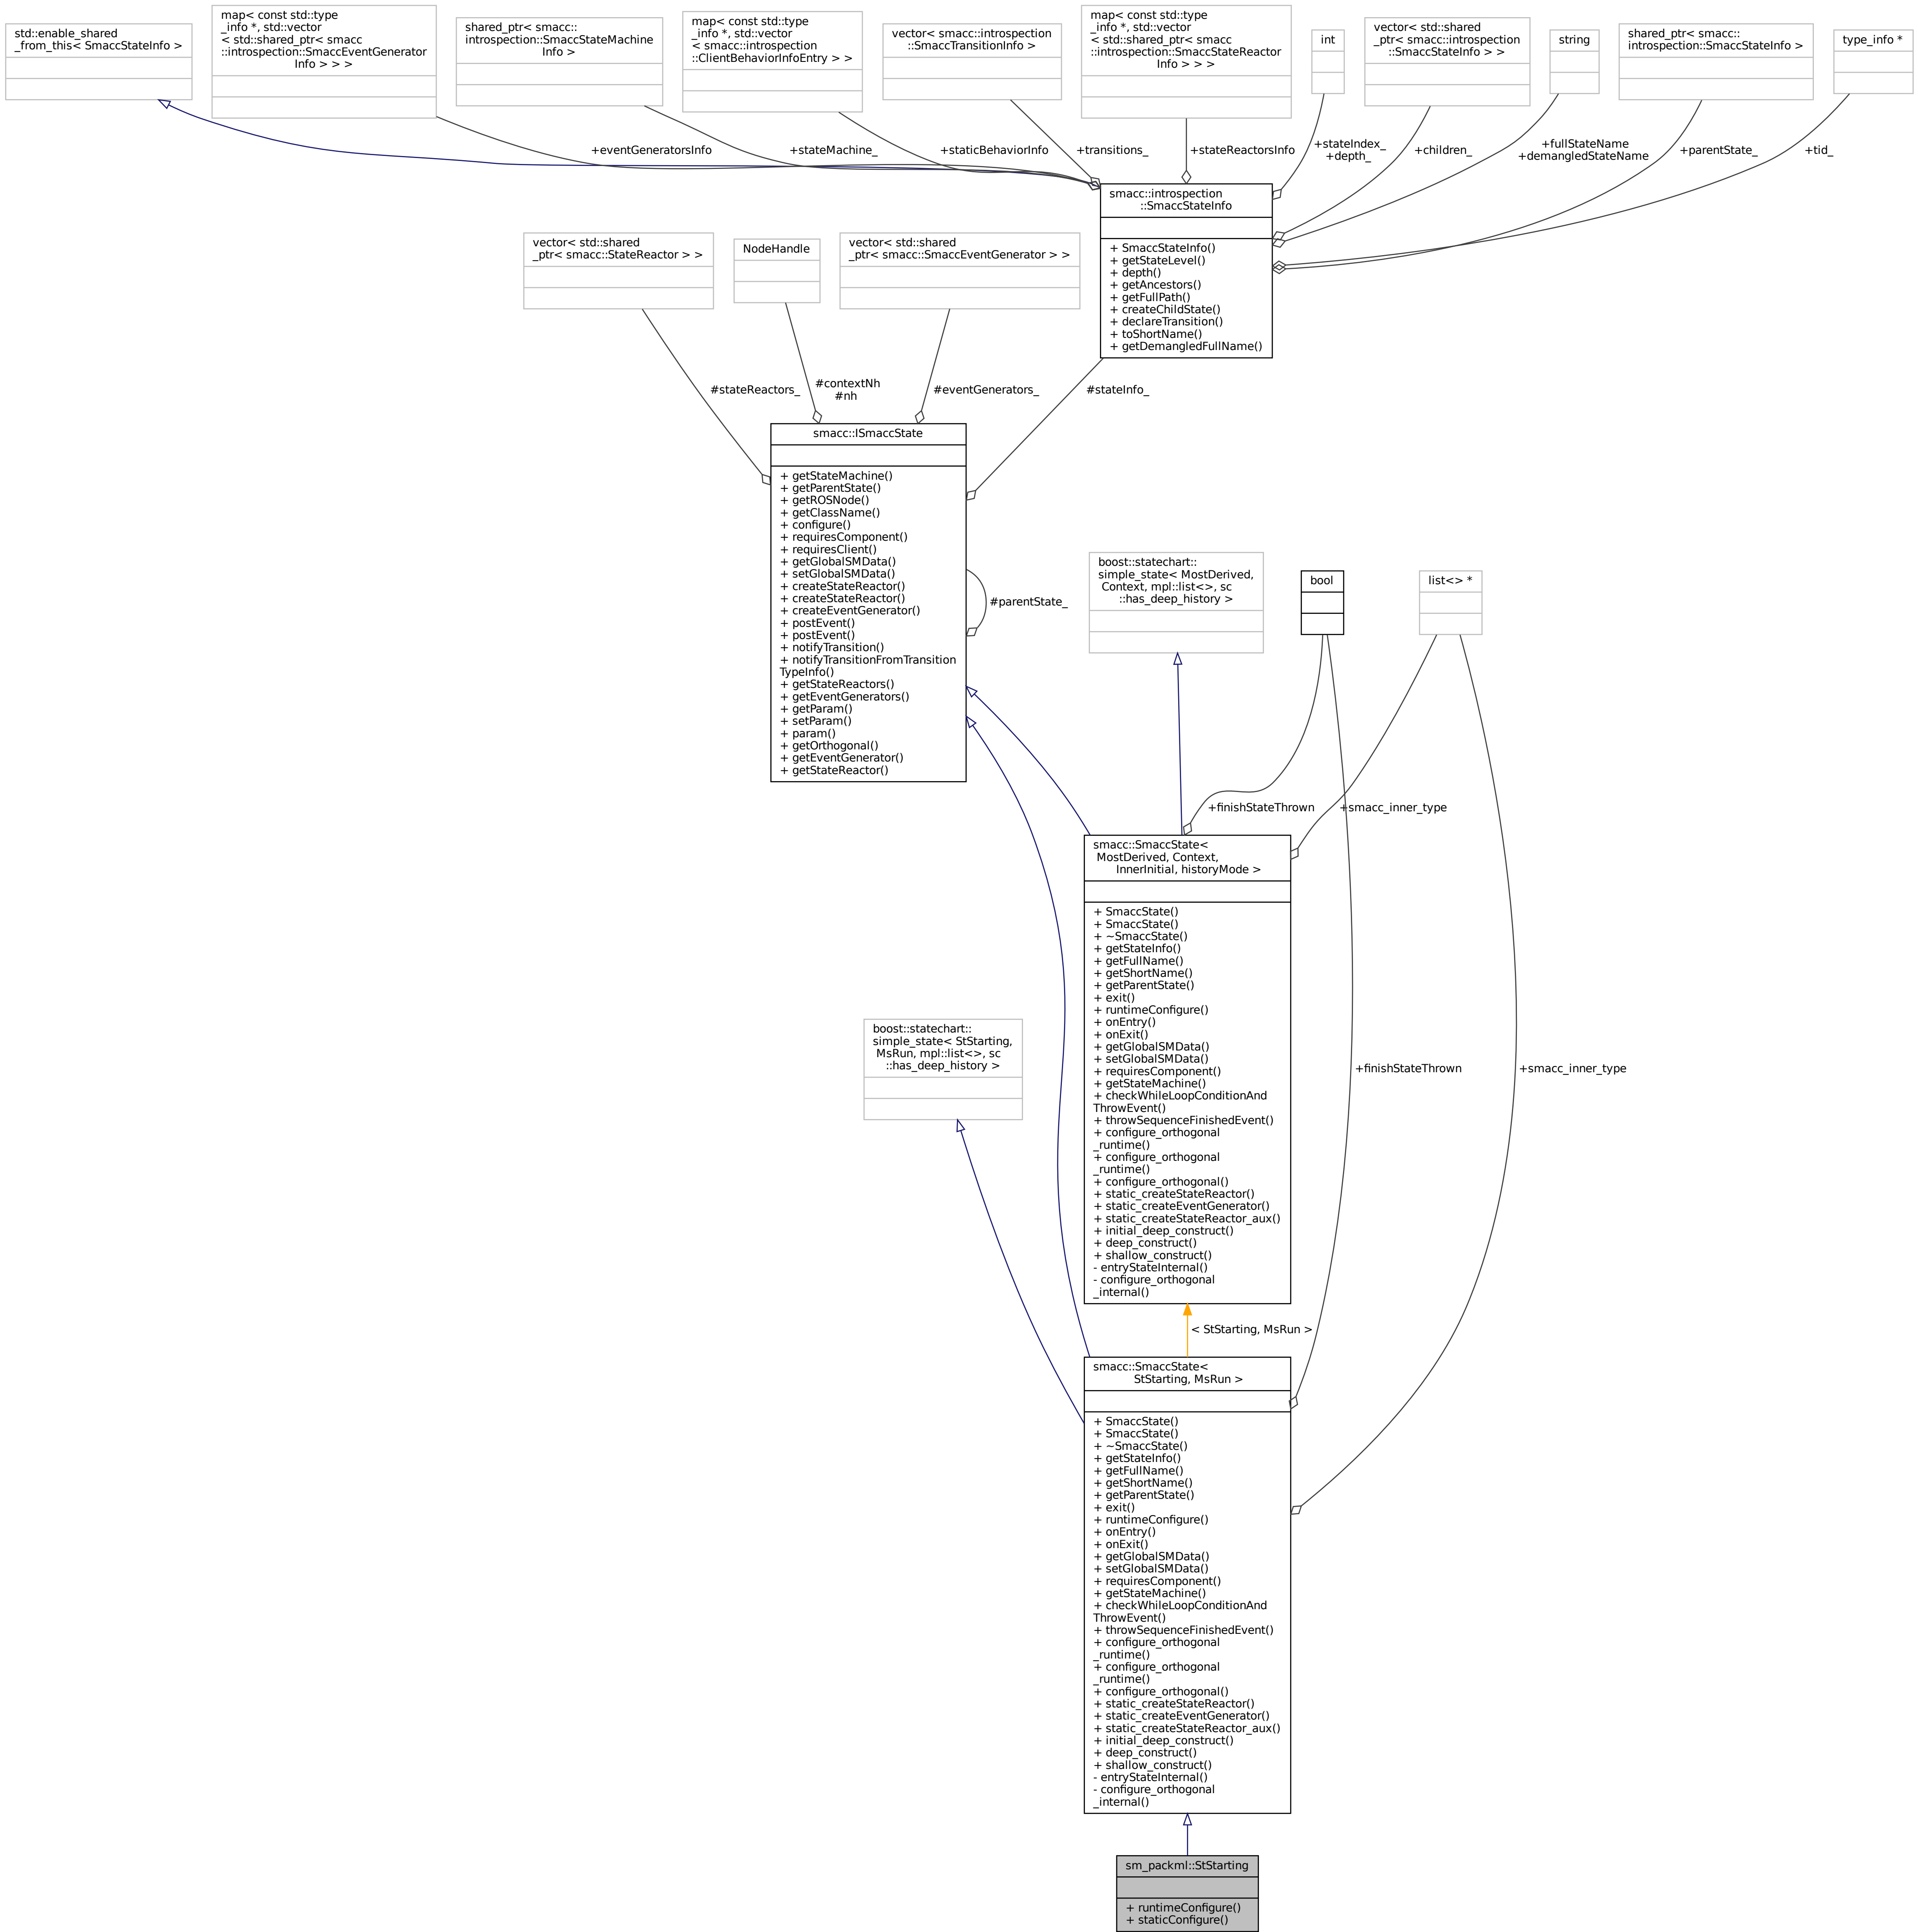 std::enable_shared
_from_this< SmaccStateInfo >
map< const std::type
_info *, std::vector
< std::shared_ptr< smacc
::introspection::SmaccEventGenerator
Info > > >
shared_ptr< smacc::
introspection::SmaccStateMachine
Info >
map< const std::type
_info *, std::vector
< smacc::introspection
::ClientBehaviorInfoEntry > >
vector< smacc::introspection
::SmaccTransitionInfo >
map< const std::type
_info *, std::vector
< std::shared_ptr< smacc
::introspection::SmaccStateReactor
Info > > >
int
vector< std::shared
_ptr< smacc::introspection
::SmaccStateInfo > >
string
shared_ptr< smacc::
introspection::SmaccStateInfo >
type_info *
+eventGeneratorsInfo
+stateMachine_
+staticBehaviorInfo
+transitions_
+stateReactorsInfo
+stateIndex_
+depth_
+children_
+fullStateName
+demangledStateName
+parentState_
+tid_
smacc::introspection
::SmaccStateInfo
+ SmaccStateInfo()
+ getStateLevel()
+ depth()
+ getAncestors()
+ getFullPath()
+ createChildState()
+ declareTransition()
+ toShortName()
+ getDemangledFullName()
vector< std::shared
_ptr< smacc::StateReactor > >
NodeHandle
vector< std::shared
_ptr< smacc::SmaccEventGenerator > >
#stateReactors_
#contextNh
#nh
#eventGenerators_
#stateInfo_
smacc::ISmaccState
+ getStateMachine()
+ getParentState()
+ getROSNode()
+ getClassName()
+ configure()
+ requiresComponent()
+ requiresClient()
+ getGlobalSMData()
+ setGlobalSMData()
+ createStateReactor()
+ createStateReactor()
+ createEventGenerator()
+ postEvent()
+ postEvent()
+ notifyTransition()
+ notifyTransitionFromTransition
TypeInfo()
+ getStateReactors()
+ getEventGenerators()
+ getParam()
+ setParam()
+ param()
+ getOrthogonal()
+ getEventGenerator()
+ getStateReactor()
#parentState_
boost::statechart::
simple_state< MostDerived,
Context, mpl::list<>, sc
::has_deep_history >
bool
list<> *
+finishStateThrown
+smacc_inner_type
smacc::SmaccState<
MostDerived, Context,
InnerInitial, historyMode >
+ SmaccState()
+ SmaccState()
+ ~SmaccState()
+ getStateInfo()
+ getFullName()
+ getShortName()
+ getParentState()
+ exit()
+ runtimeConfigure()
+ onEntry()
+ onExit()
+ getGlobalSMData()
+ setGlobalSMData()
+ requiresComponent()
+ getStateMachine()
+ checkWhileLoopConditionAnd
ThrowEvent()
+ throwSequenceFinishedEvent()
+ configure_orthogonal
_runtime()
+ configure_orthogonal
_runtime()
+ configure_orthogonal()
+ static_createStateReactor()
+ static_createEventGenerator()
+ static_createStateReactor_aux()
+ initial_deep_construct()
+ deep_construct()
+ shallow_construct()
- entryStateInternal()
- configure_orthogonal
_internal()
boost::statechart::
simple_state< StStarting,
MsRun, mpl::list<>, sc
::has_deep_history >
+finishStateThrown
+smacc_inner_type
< StStarting, MsRun >
smacc::SmaccState<
StStarting, MsRun >
+ SmaccState()
+ SmaccState()
+ ~SmaccState()
+ getStateInfo()
+ getFullName()
+ getShortName()
+ getParentState()
+ exit()
+ runtimeConfigure()
+ onEntry()
+ onExit()
+ getGlobalSMData()
+ setGlobalSMData()
+ requiresComponent()
+ getStateMachine()
+ checkWhileLoopConditionAnd
ThrowEvent()
+ throwSequenceFinishedEvent()
+ configure_orthogonal
_runtime()
+ configure_orthogonal
_runtime()
+ configure_orthogonal()
+ static_createStateReactor()
+ static_createEventGenerator()
+ static_createStateReactor_aux()
+ initial_deep_construct()
+ deep_construct()
+ shallow_construct()
- entryStateInternal()
- configure_orthogonal
_internal()
sm_packml::StStarting
+ runtimeConfigure()
+ staticConfigure()